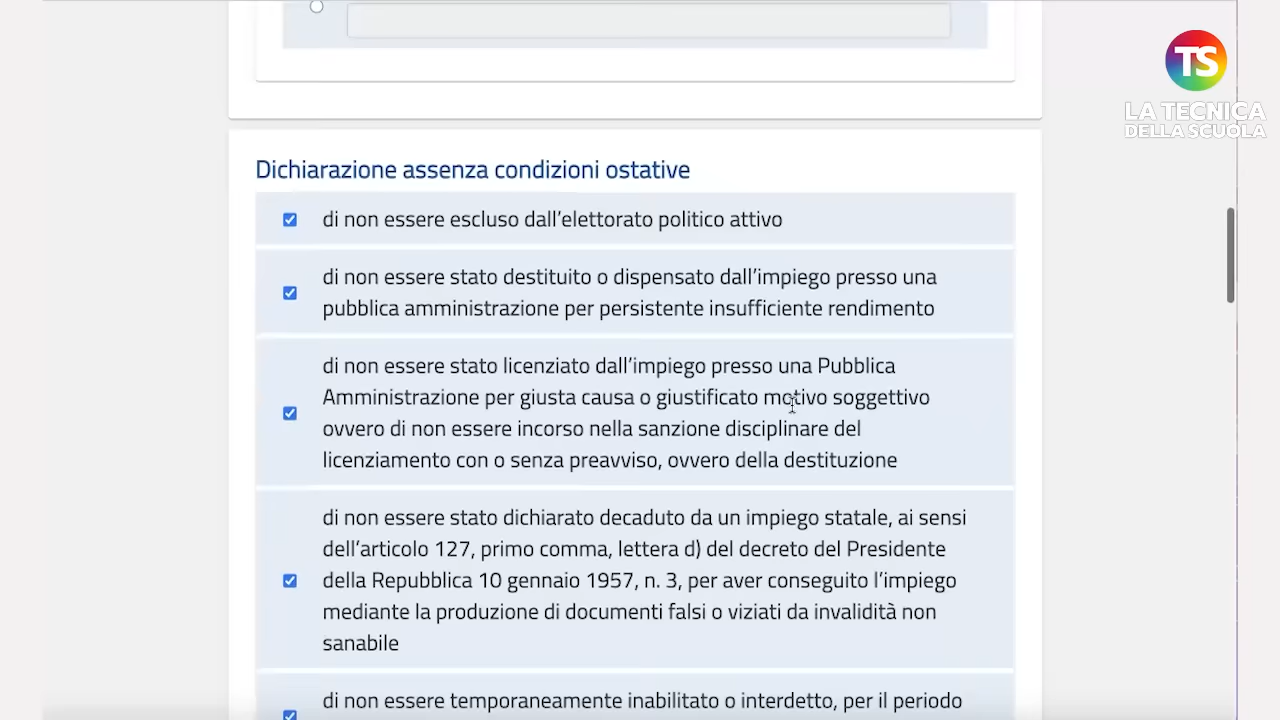 TS
LA TECNICA
DELLA SCUOLA
Dichiarazione assenza condizioni ostative
di non essere escluso dall’elettorato politico attivo
di non essere stato destituito o dispensato dall’impiego presso una
pubblica amministrazione per persistente insufficiente rendimento
di non essere stato licenziato dall’impiego presso una Pubblica
Amministrazione per giusta causa o giustificato motivo soggettivo
ovvero di non essere incorso nella sanzione disciplinare del
licenziamento con o senza preavviso, ovvero della destituzione
di non essere stato dichiarato decaduto da un impiego statale, ai sensi
dell’articolo 127, primo comma, lettera d) del decreto del Presidente
della Repubblica 10 gennaio 1957, n. 3, per aver conseguito l’impiego
mediante la produzione di documenti falsi o viziati da invalidità non
sanabile
di non essere temporaneamente inabilitato o interdetto, per il periodo